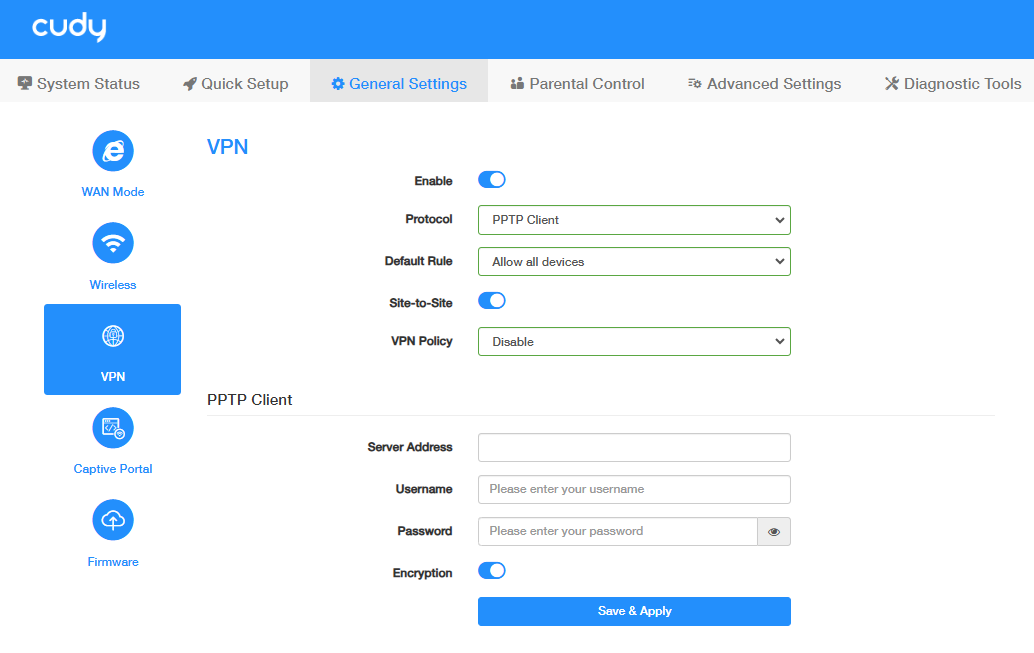 cudy
System Status Quick Setup General Settings Parental Control Advanced Settings Diagnostic Tools
WAN Mode
Wireless
VPN
Captive Portal
Firmware
VPN
Enable
Protocol PPTP Client
Default Rule Allow all devices
Site-to-Site
VPN Policy Disable
PPTP Client
Server Address
Username Please enter your username
Password Please enter your password
Encryption
Save & Apply